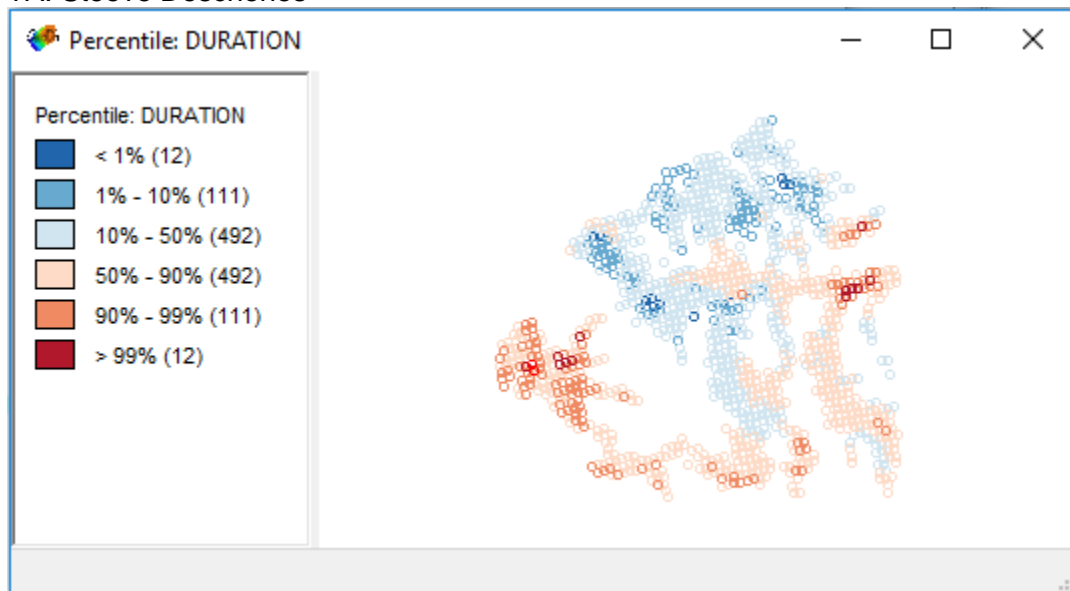 Percentile: DURATION
Percentile: DURATION
< 1% (12)
1% - 10% (111)
10% - 50% (492)
50% - 90% (492)
90% - 99% (111)
> 99% (12)